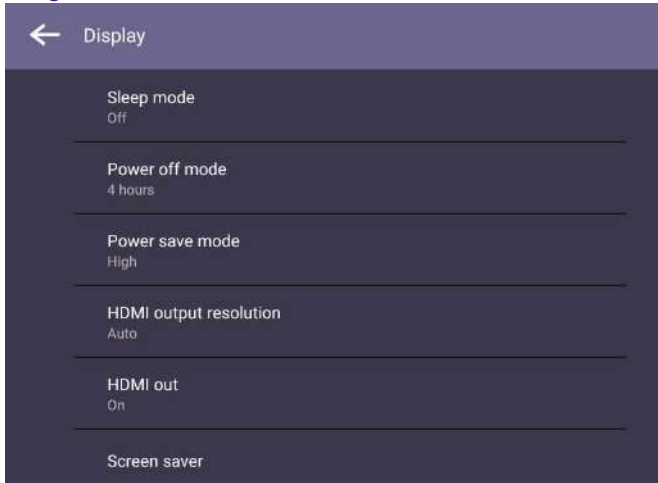 Display
Sleep mode
Off
Power off mode
4 hours
Power save mode
High
HDMI output resolution
Auto
HDMI out
On
Screen saver